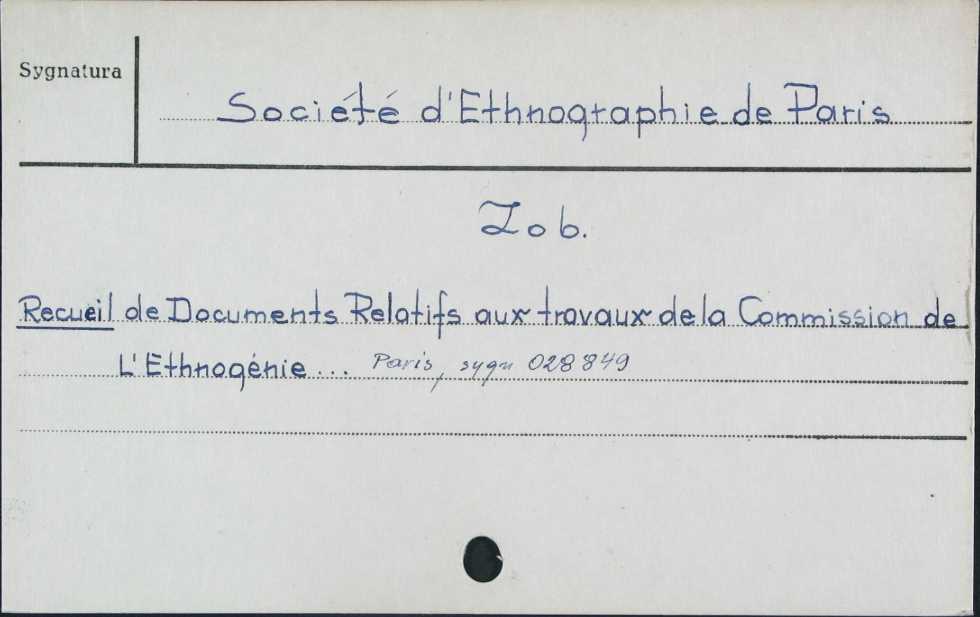 Sygnatura
Société d'Ethnographie de Paris
Zob.
Recueil de Documents Relatifs aux travaux de la Commission de
L'Ethnogénie... Paris, sygn 028849